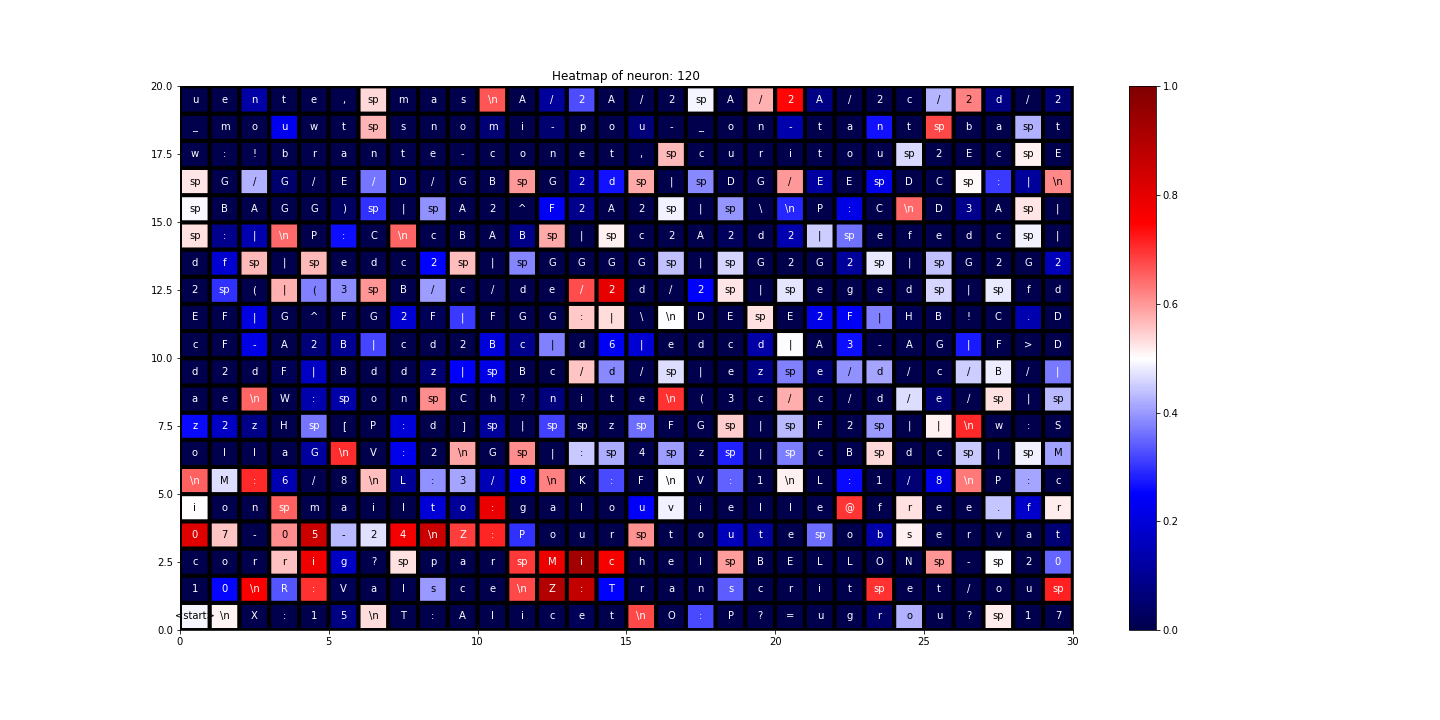 Heatmap of neuron: 120
20.0 u e n t e , sp m a s \n A / 2 A / 2 sp A / 2 A / 2 c / 2 d / 2 1.0
_ m o u w t sp s n o m i - p o u - _ o n - t a n t sp b a sp t
17.5 w : ! b r a n t e - c o n e t , sp c u r i t o u sp 2 E c sp E
sp G / G / E / D / G B sp G 2 d sp | sp D G / E E sp D C sp : | \n
15.0 sp B A G G ) sp | sp A 2 ^ F 2 A 2 sp | sp \ \n P : C \n D 3 A sp | 0.8
sp : | \n P : C \n c B A B sp | sp c 2 A 2 d 2 | sp e f e d c sp |
d f sp | sp e d c 2 sp | sp G G G G sp | sp G 2 G 2 sp | sp G 2 G 2
12.5 2 sp ( | ( 3 sp B / c / d e / 2 d / 2 sp | sp e g e d sp | sp f d 0.6
E F | G ^ F G 2 F | F G G : | \ \n D E sp E 2 F | H B ! C . D
10.0 c F - A 2 B | c d 2 B c | d 6 | e d c d | A 3 - A G | F > D
d 2 d F | B d d z | sp B c / d / sp | e z sp e / d / c / B / | 0.4
a e \n W : sp o n sp C h ? n i t e \n ( 3 c / c / d / e / sp | sp
7.5 z 2 z H sp [ P : d ] sp | sp sp z sp F G sp | sp F 2 sp | | \n w : S
o l l a G \n V : 2 \n G sp | : sp 4 sp z sp | sp c B sp d c sp | sp M
5.0 \n M : 6 / 8 \n L : 3 / 8 \n K : F \n V : 1 \n L : 1 / 8 \n P : c
i o n sp m a i l t o : g a l o u v i e l l e @ f r e e . f r 0.2
0 7 - 0 5 - 2 4 \n Z : P o u r sp t o u t e sp o b s e r v a t
2.5 c o r r i g ? sp p a r sp M i c h e l sp B E L L O N sp - sp 2 0
1 0 \n R : V a l s c e \n Z : T r a n s c r i t sp e t / o u sp
0.0 <start> \n X : 1 5 \n T : A l i c e t \n O : P ? = u g r o u ? sp 1 7 0.0
0 5 10 15 20 25 30